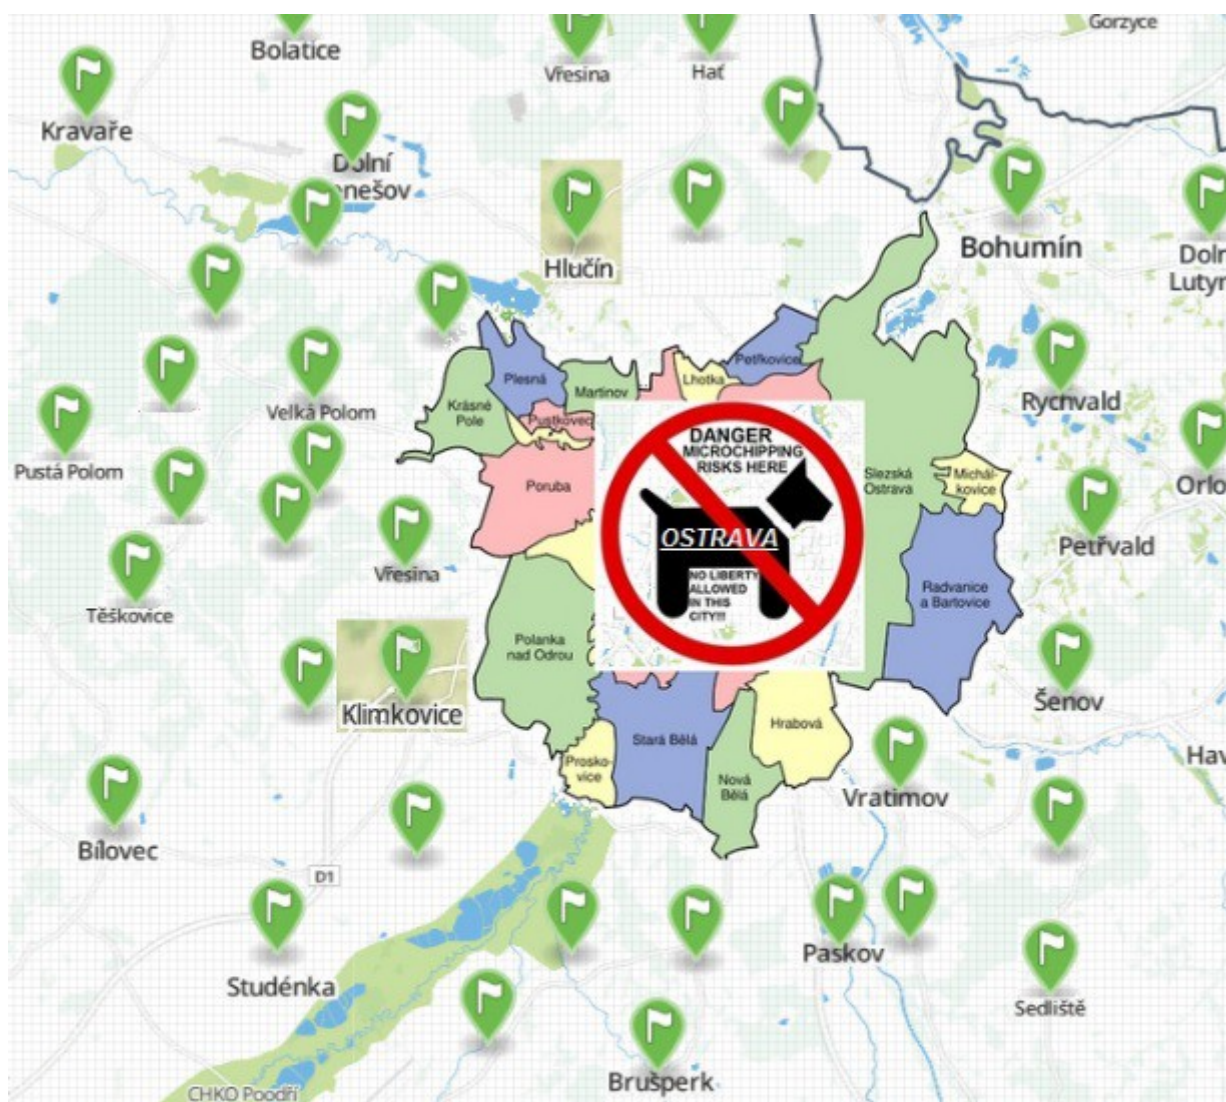 Gorzyce
Bolatice
Vřesina
Hať
Kravaře
Dolní
enešov
Bohumín
Hlučín
Dolr
Lutyr
Petřkovice
Plesná
Lhotka
Martinov
Velká Polom
Krásné
Pole
Pustkovec
Rychvald
DANGER
MICROCHIPPING
RISKS HERE
Pustá Polom
Poruba
Slezská
Ostrava
Michál-
kovice
Orlo
OSTRAVA
Petřvald
Vřesina
NO LIBERTY
ALLOWED
IN THIS
CITY!!!
Radvanice
a Bartovice
Těškovice
Polanka
nad Odrou
Klimkovice
Šenov
Hrabová
Stará Bělá
Prosko-
vice
Nová
Bělá
Hav
Vratimov
Bílovec
D1
Paskov
Studénka
Sedliště
Brušperk
CHKO Poodří